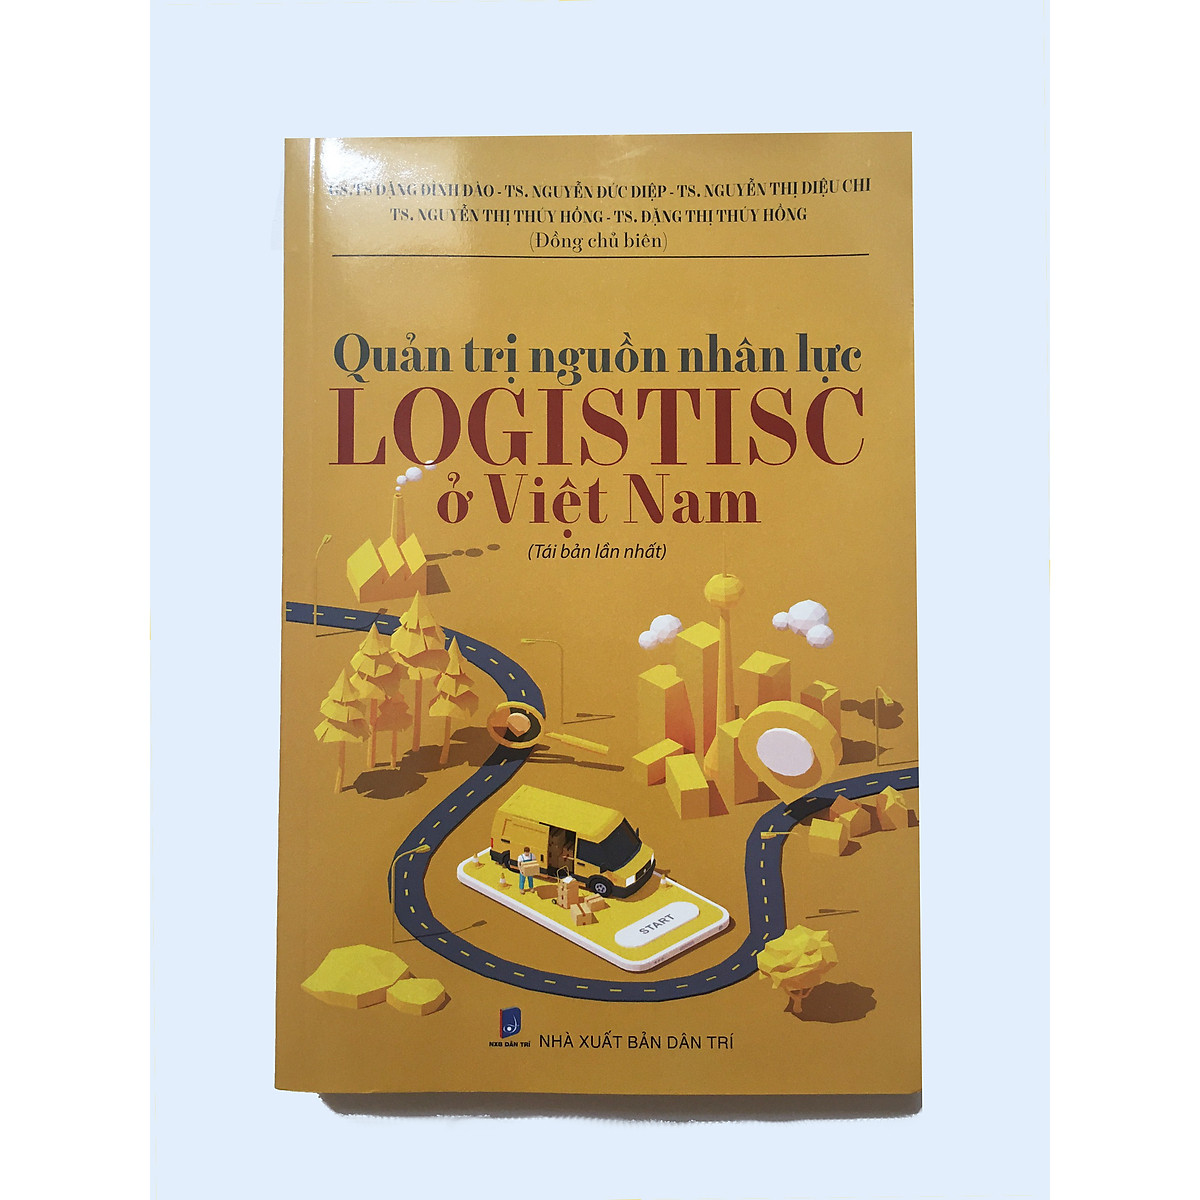 GS.TS ĐẶNG ĐÌNH ĐÀO - TS. NGUYỄN ĐỨC DIỆP - TS. NGUYỄN THỊ DIỆU CHI
TS. NGUYỄN THỊ THÚY HỒNG - TS. ĐẶNG THỊ THÚY HỒNG
(Đồng chủ biên)
Quản trị nguồn nhân lực
LOGISTISC
ở Việt Nam
(Tái bản lần nhất)
START
NXB DÂN TRÍ NHÀ XUẤT BẢN DÂN TRÍ